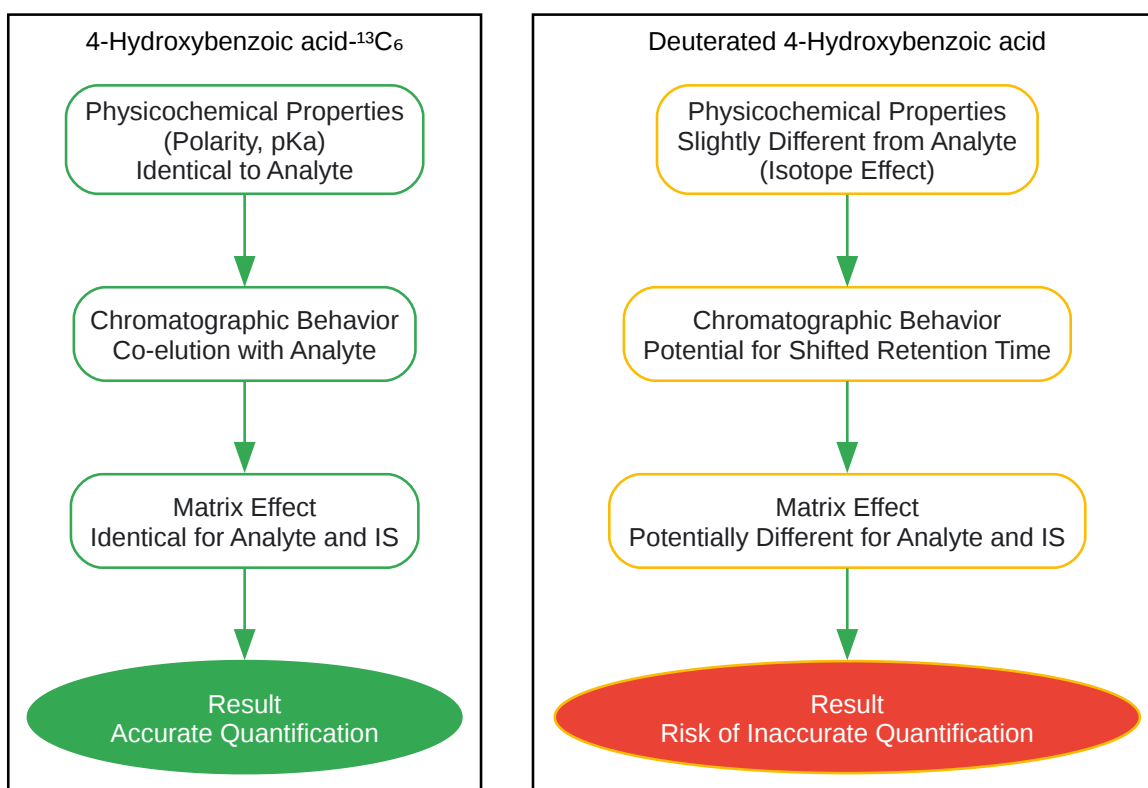 4-Hydroxybenzoic acid-¹³C₆
Physicochemical Properties
(Polarity, pKa)
Identical to Analyte
Chromatographic Behavior
Co-elution with Analyte
Matrix Effect
Identical for Analyte and IS
Result
Accurate Quantification
Deuterated 4-Hydroxybenzoic acid
Physicochemical Properties
Slightly Different from Analyte
(Isotope Effect)
Chromatographic Behavior
Potential for Shifted Retention Time
Matrix Effect
Potentially Different for Analyte and IS
Result
Risk of Inaccurate Quantification